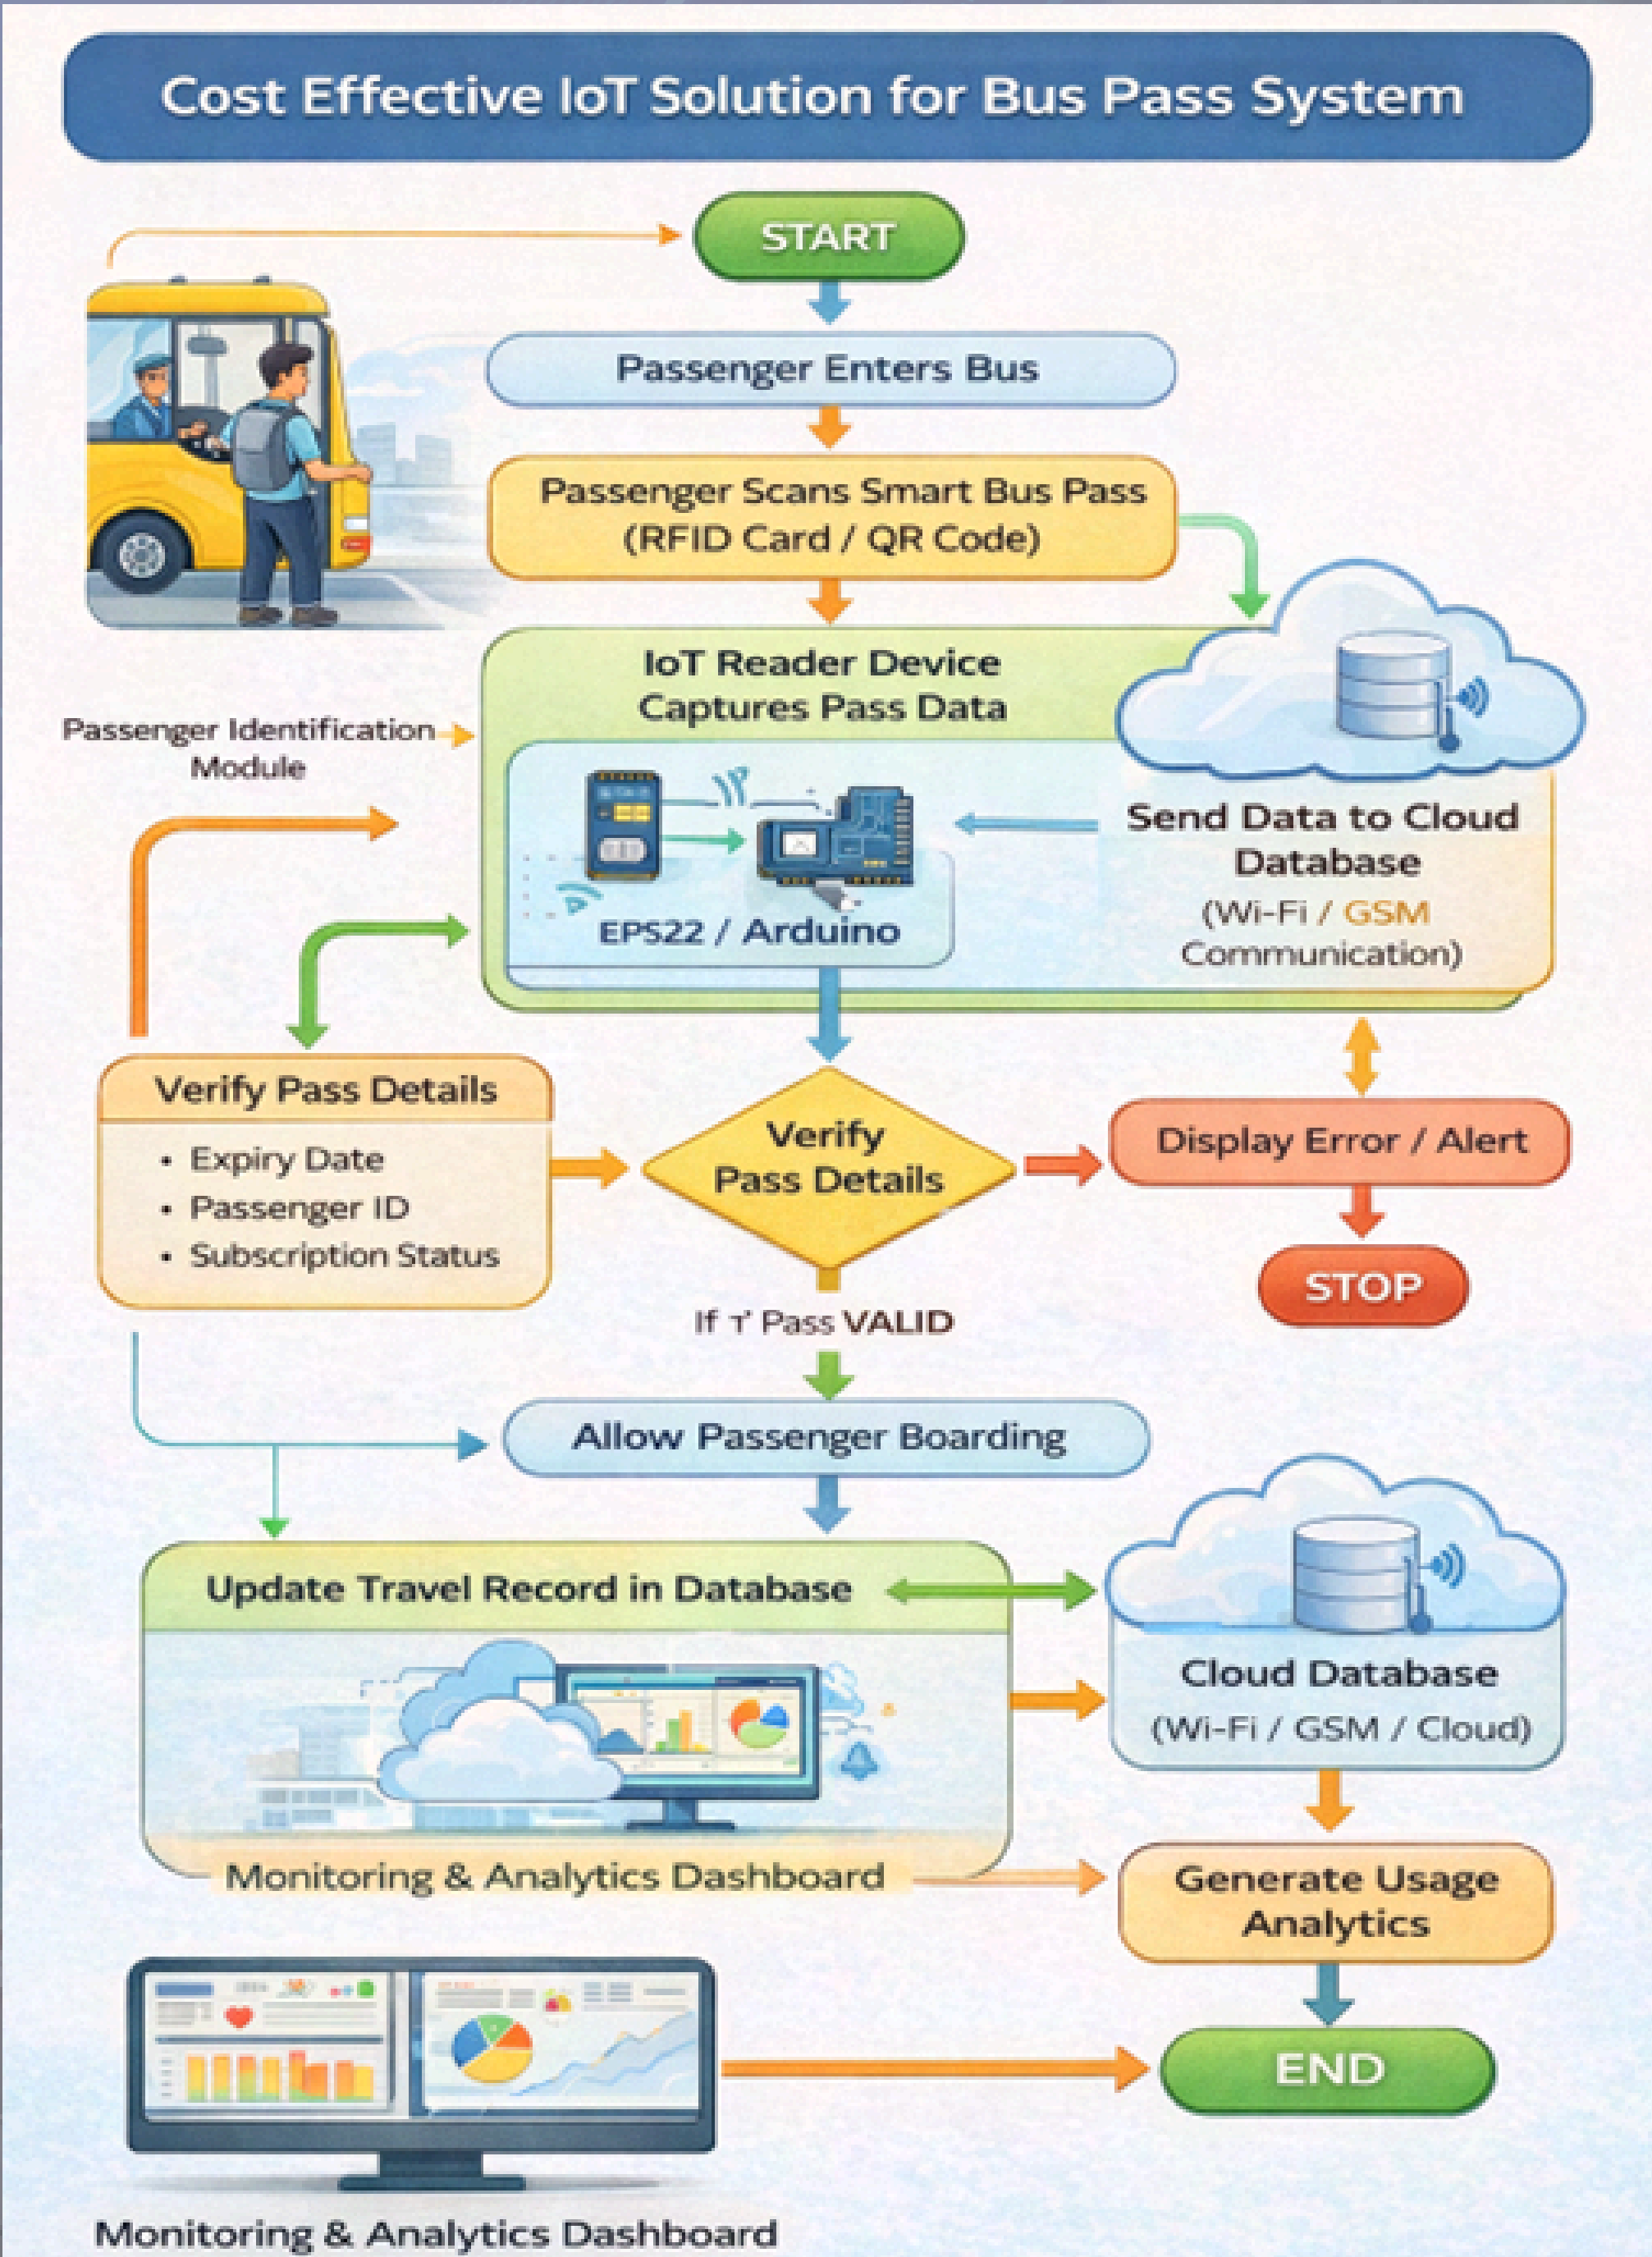 Cost Effective IoT Solution for Bus Pass System
START
Passenger Enters Bus
Passenger Scans Smart Bus Pass
(RFID Card / QR Code)
IoT Reader Device
Captures Pass Data
Passenger Identification
Module
Send Data to Cloud
Database
(Wi-Fi / GSM
Communication)
EPS22 / Arduino
Verify Pass Details
• Expiry Date
• Passenger ID
• Subscription Status
Verify
Pass Details
Display Error / Alert
STOP
If Pass VALID
Allow Passenger Boarding
Update Travel Record in Database
Cloud Database
(Wi-Fi / GSM / Cloud)
Monitoring & Analytics Dashboard
Generate Usage
Analytics
END
Monitoring & Analytics Dashboard